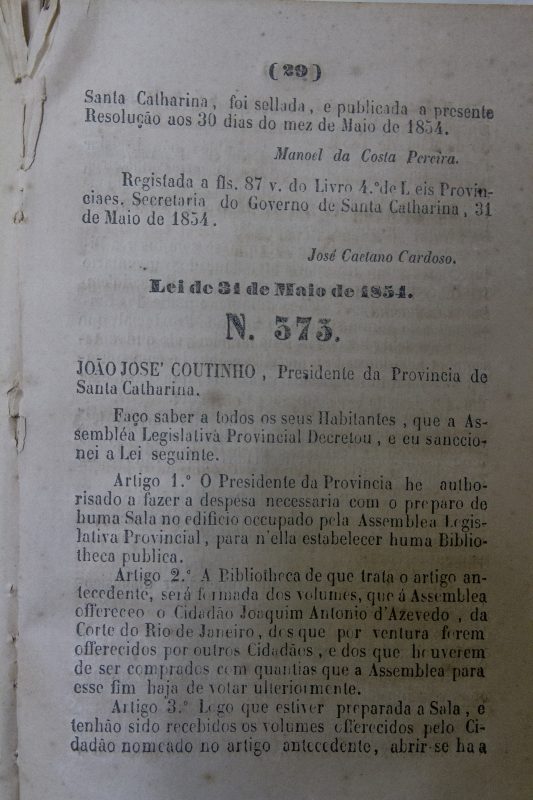 (29)
Santa Catharina, foi sellada, e publicada a presente
Resolução aos 30 dias do mez de Maio de 1854.
Manoel da Costa Pereira.
Registada a fls. 87 v. do Livro 4.º de Leis Provin-
ciaes. Secretaria do Governo de Santa Catharina, 31
de Maio de 1854.
José Caetano Cardoso.
Lei de 31 de Maio de 1854.
N. 373.
JOÃO JOSE' COUTINHO, Presidente da Provincia de
Santa Catharina.
Faço saber a todos os seus Habitantes, que a As-
sembléa Legislativa Provincial Decretou, e eu sanccio-
nei a Lei seguinte.
Artigo 1.º O Presidente da Provincia he autho-
risado a fazer a despesa necessaria com o preparo de
huma Sala no edificio occupado pela Assemblea Legis-
lativa Provincial, para n'ella estabelecer huma Biblio-
theca publica.
Artigo 2.º A Bibliotheca de que trata o artigo an-
tecedente, será formada dos volumes, que á Assemblea
offereceo o Cidadão Joaquim Antonio d'Azevedo, da
Corte do Rio de Janeiro, dos que por ventura forem
offerecidos por outros Cidadãos, e dos que houverem
de ser comprados com quantias que a Assemblea para
esse fim haja de votar ulteriormente.
Artigo 3.º Logo que estiver preparada a Sala, e
tenhão sido recebidos os volumes offerecidos pelo Ci-
dadão nomeado no artigo antecedente, abrir-se ha a